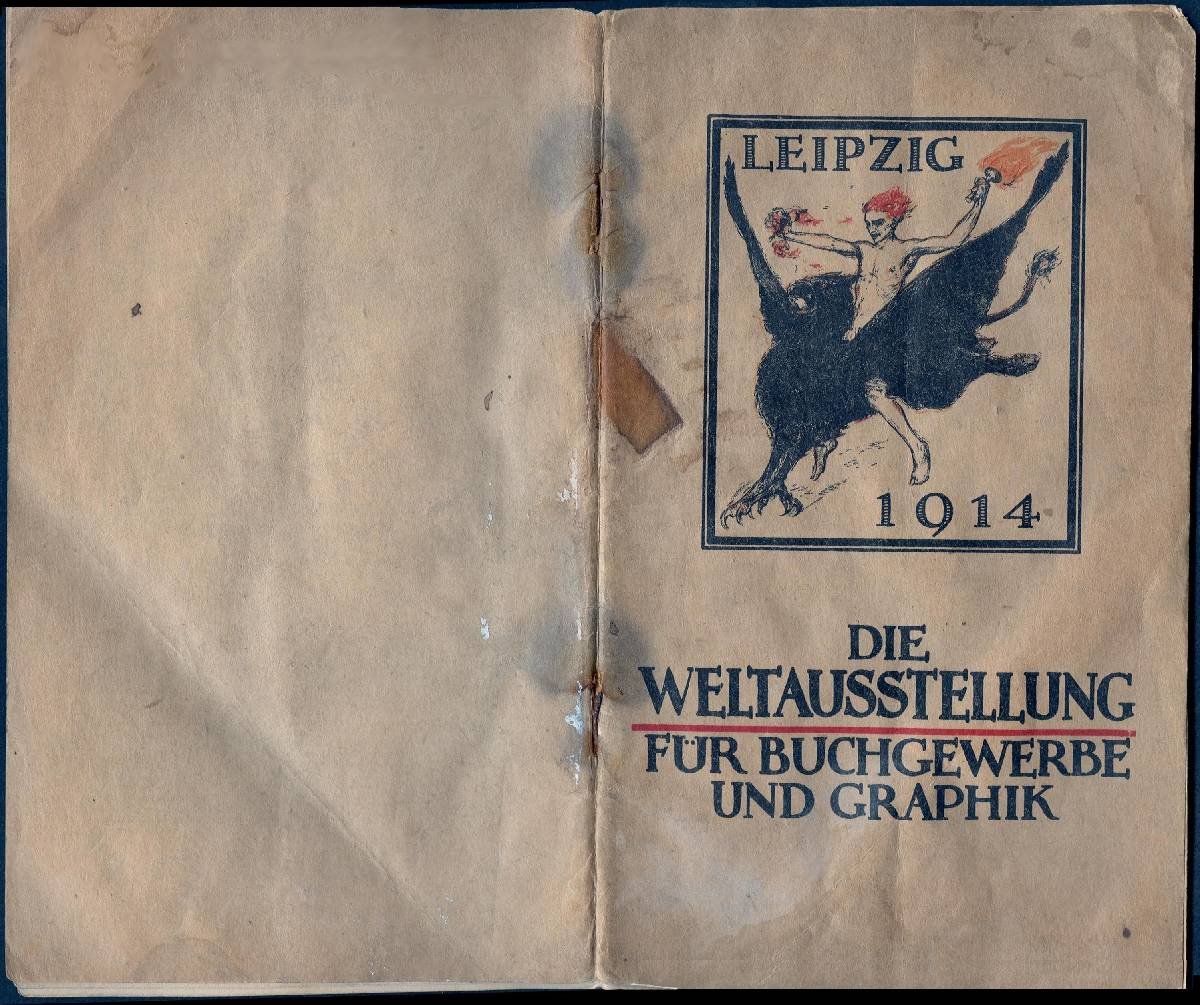 LEIPZIG
1914
DIE
WELTAUSSTELLUNG
FÜR BUCHGEWERBE
UND GRAPHIK